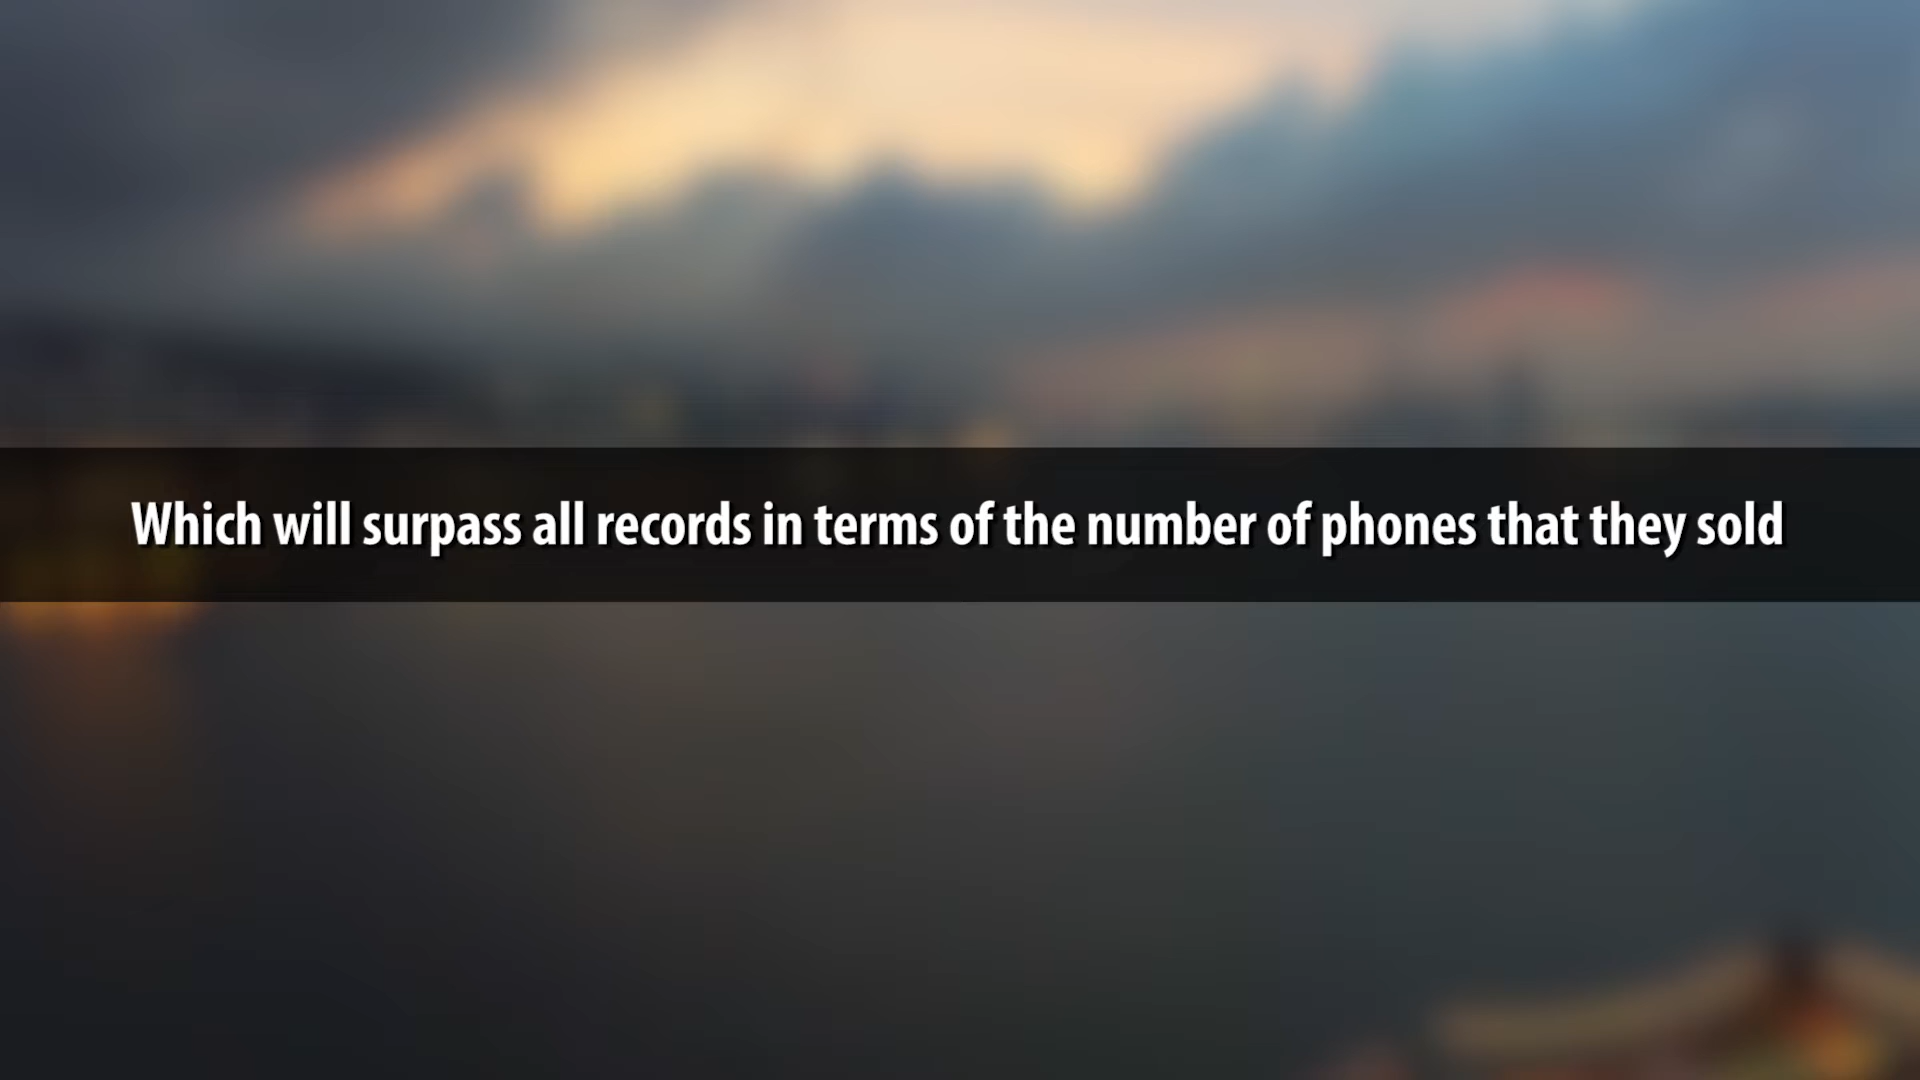 Which will surpass all records in terms of the number of phones that they sold